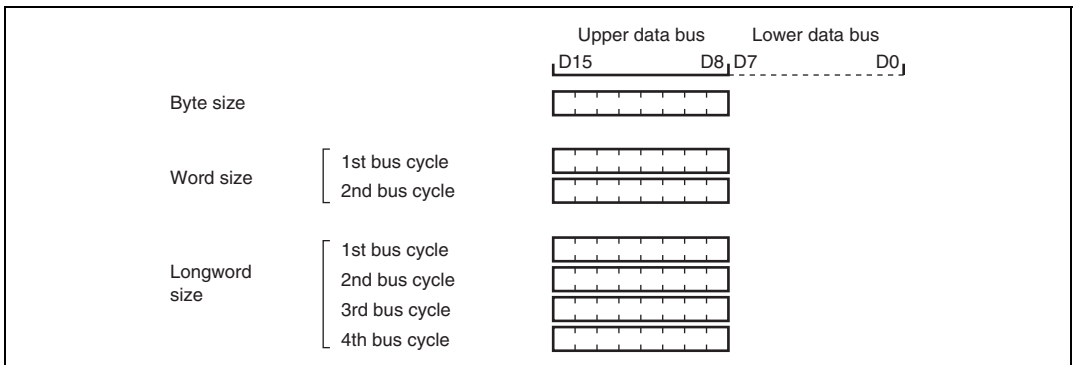 Upper data bus Lower data bus
D15 D8 D7 D0
Byte size
Word size
1st bus cycle
2nd bus cycle
Longword
size
1st bus cycle
2nd bus cycle
3rd bus cycle
4th bus cycle